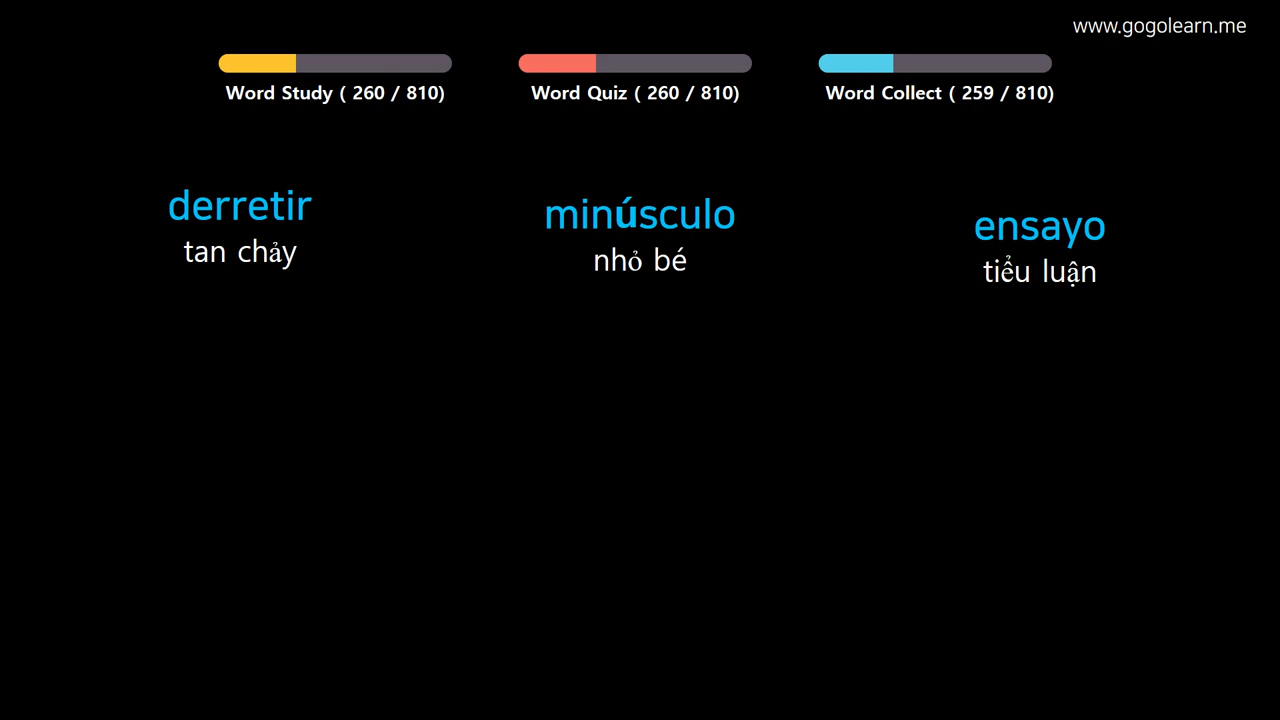 www.gogolearn.me
Word Study ( 260 / 810)
Word Quiz ( 260 / 810)
Word Collect ( 259 / 810)
derretir
tan chảy
minúsculo
nhỏ bé
ensayo
tiểu luận